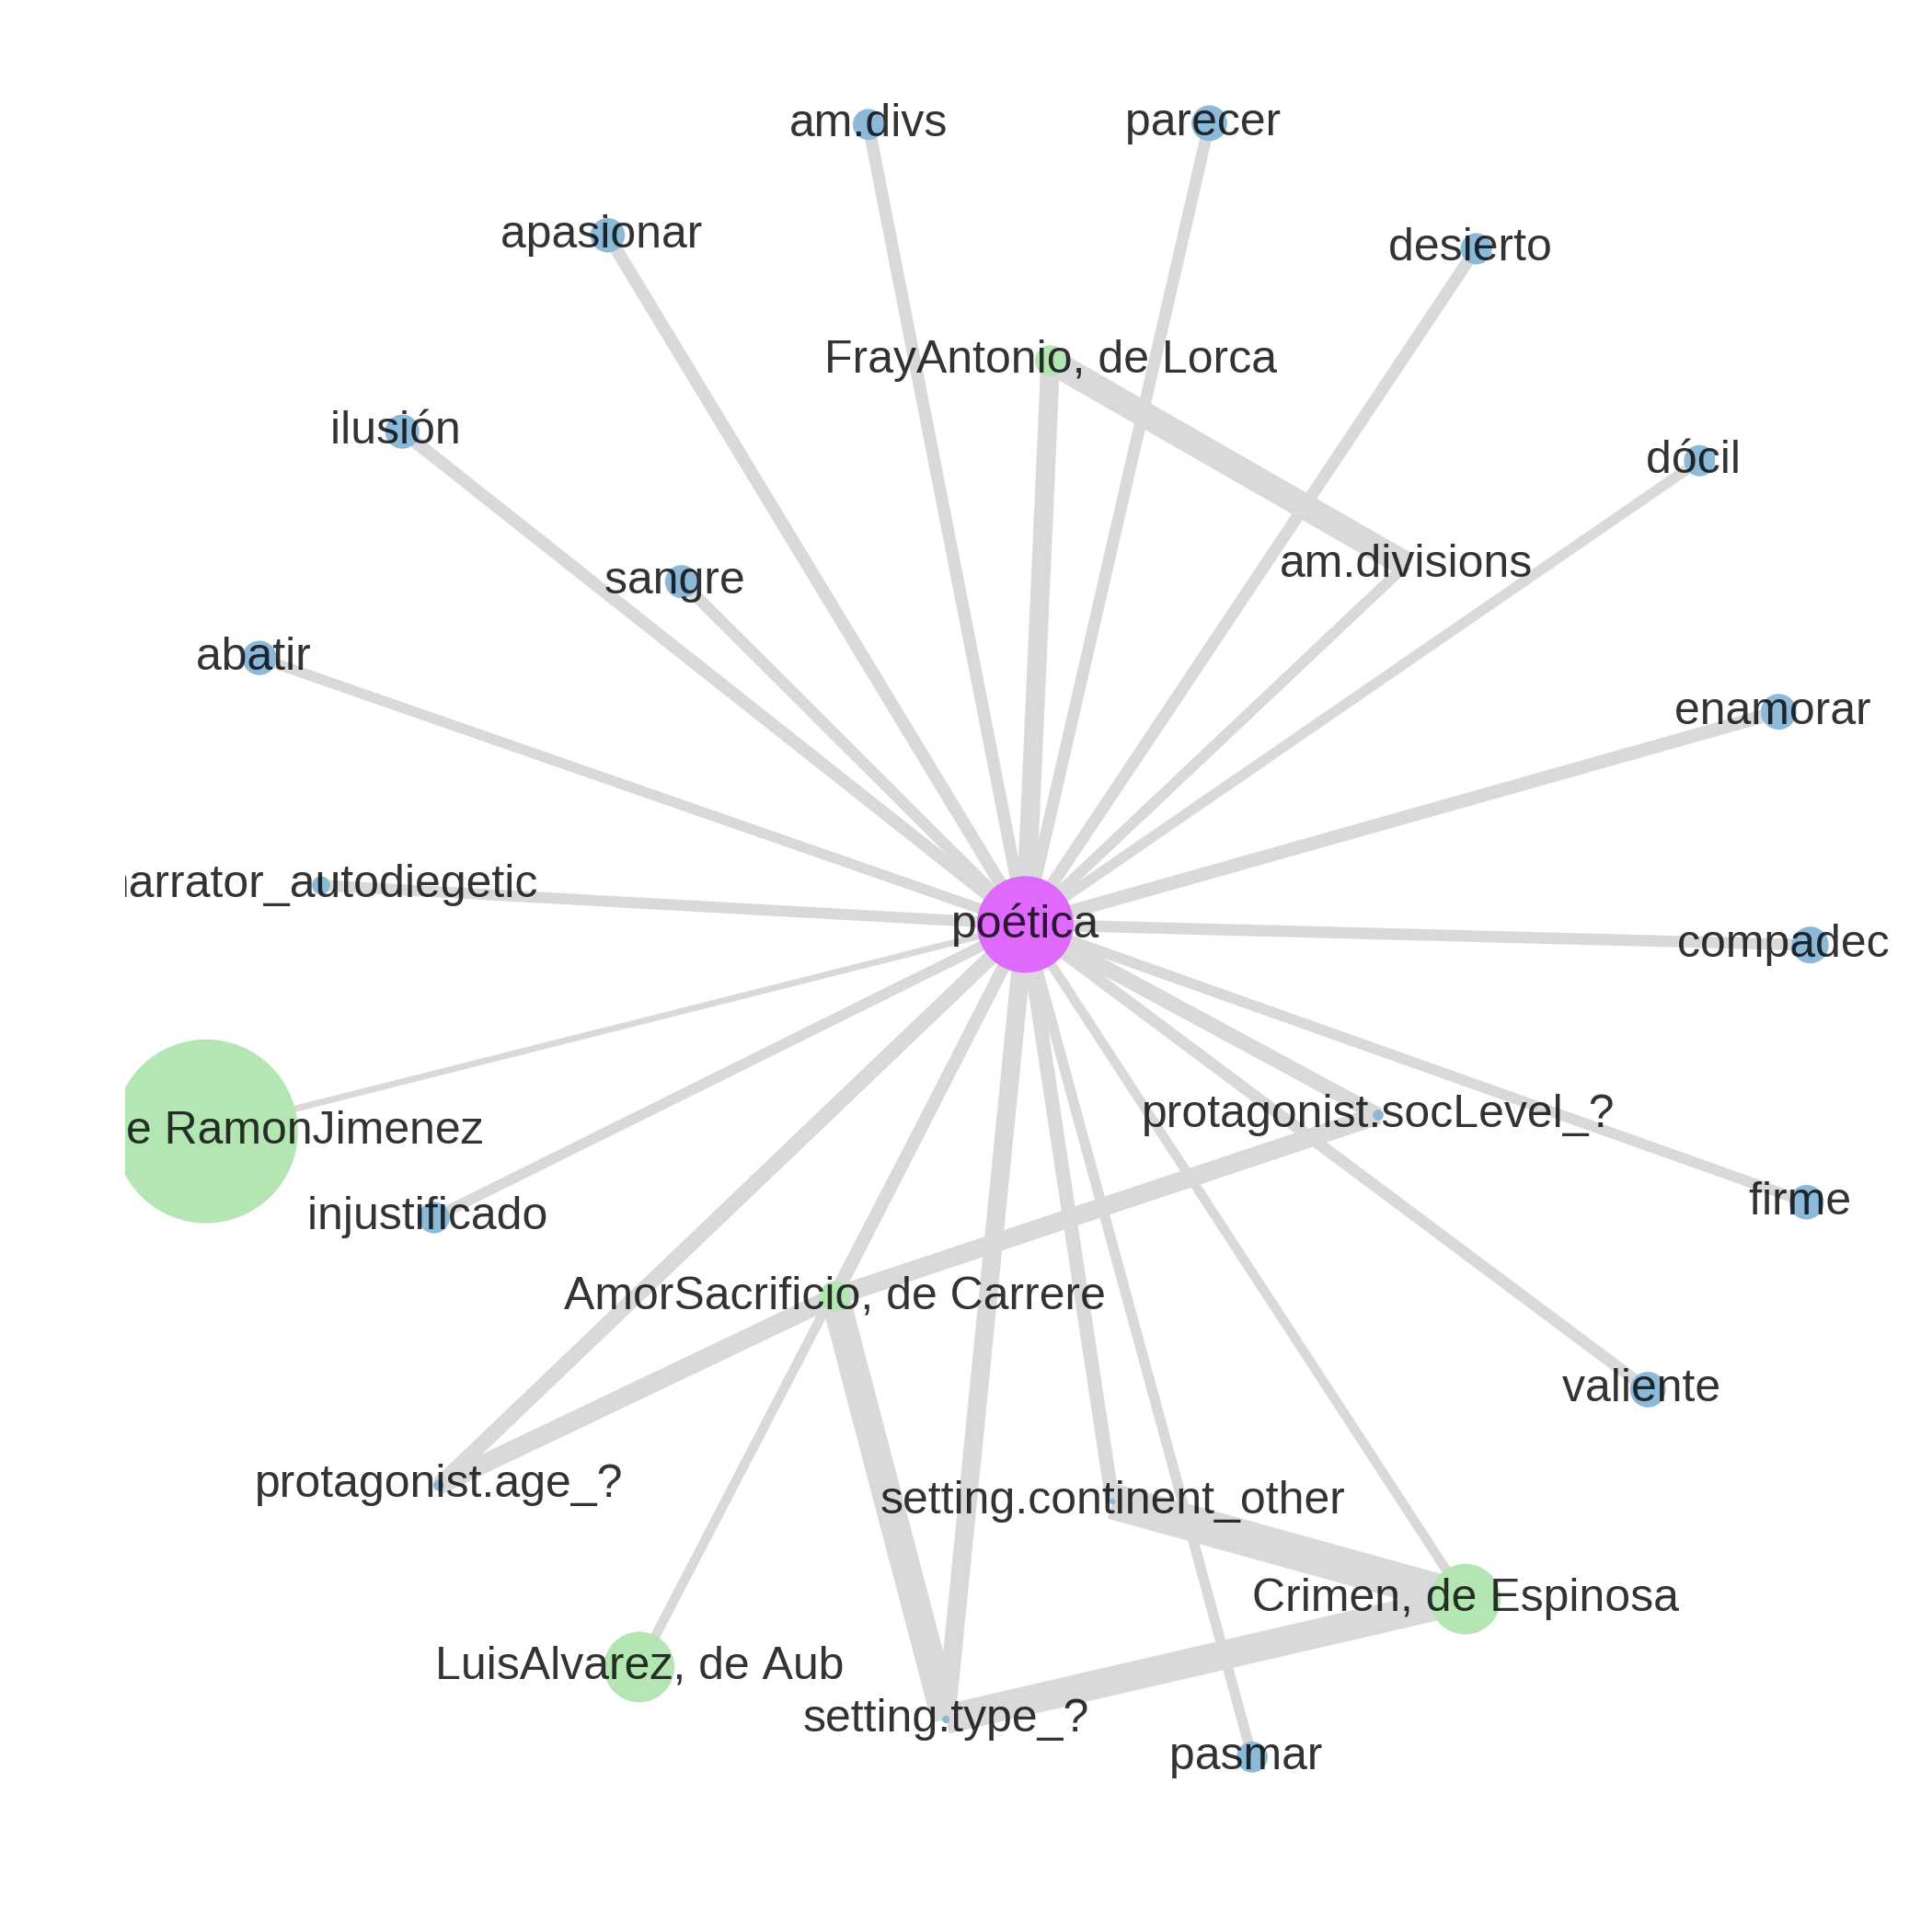 am.divs
parecer
apasionar
desierto
FrayAntonio, de Lorca
ilusión
dócil
am.divisions
sangre
abatir
enamorar
narrator_autodiegetic
poética
compadec
protagonist.socLevel_?
e RamonJimenez
firme
injustificado
AmorSacrificio, de Carrere
valiente
protagonist.age_?
setting.continent_other
Crimen, de Espinosa
LuisAlvarez, de Aub
setting.type_?
pasmar